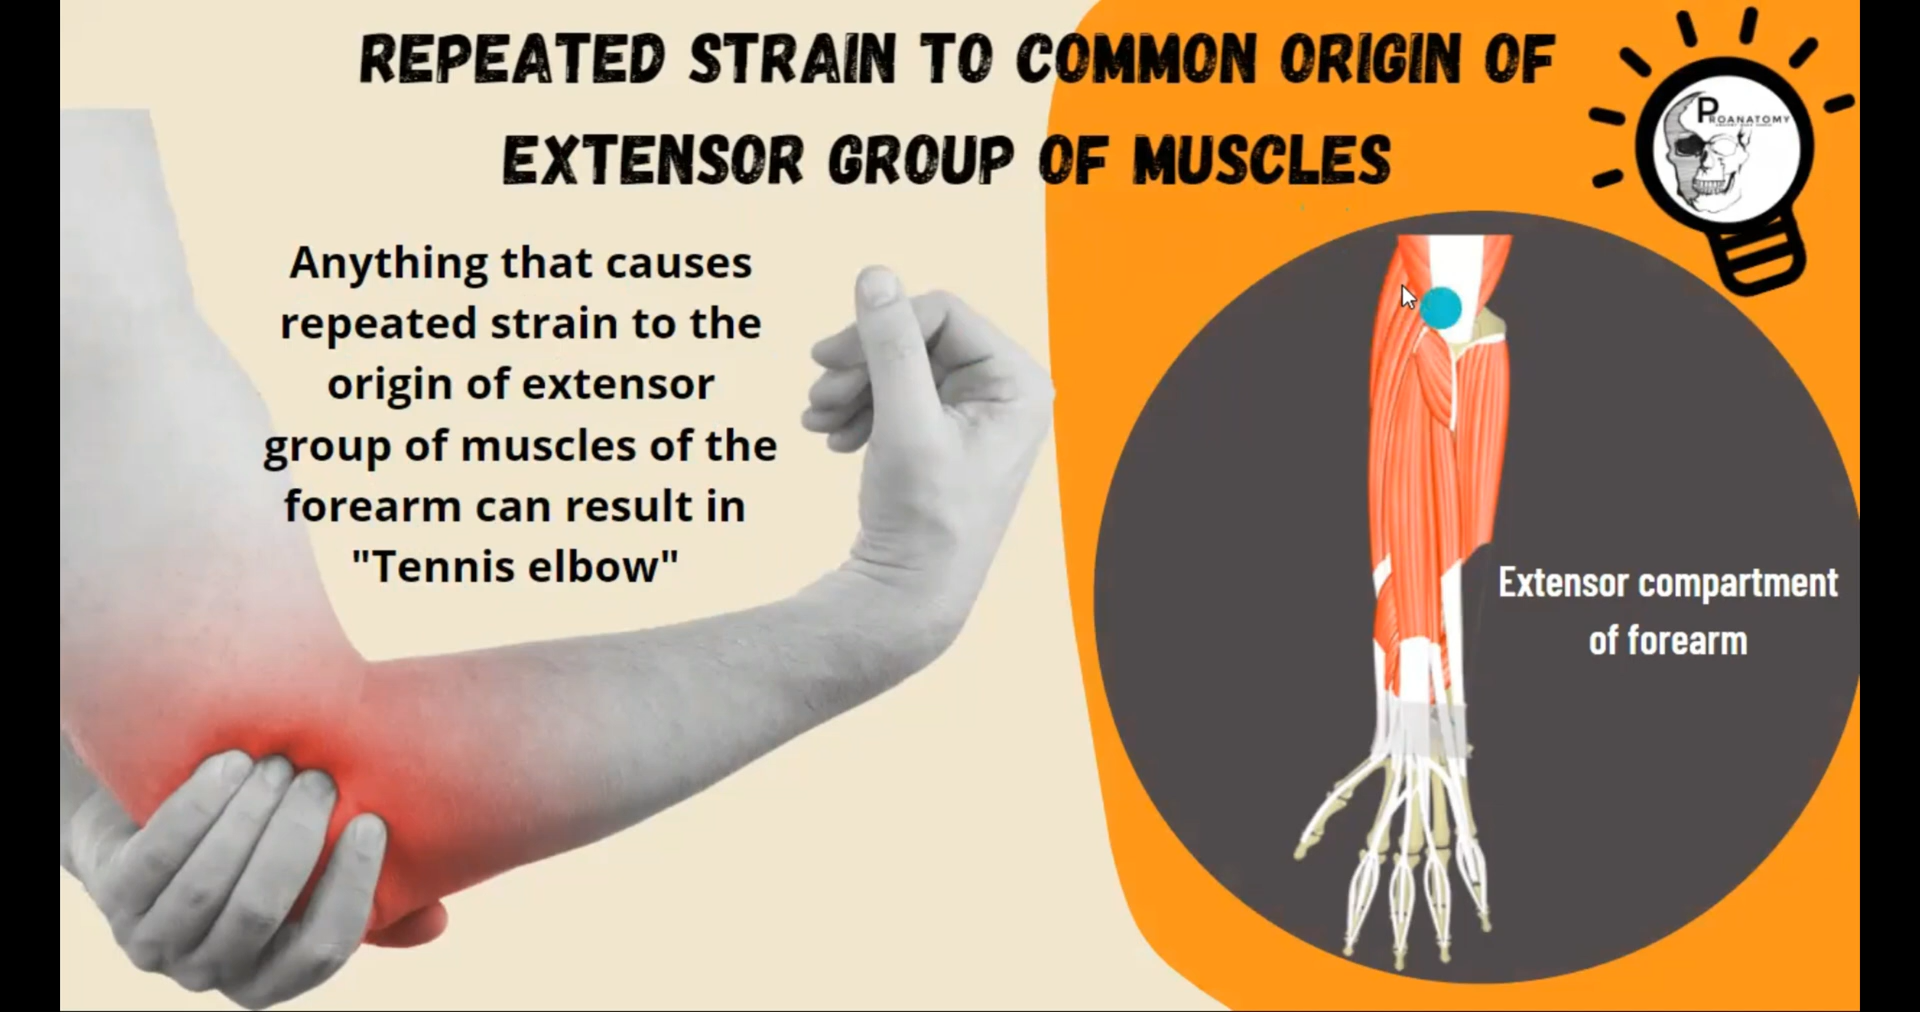 REPEATED STRAIN TO COMMON ORIGIN OF
EXTENSOR GROUP OF MUSCLES
PROANATOMY
Anything that causes
repeated strain to the
origin of extensor
group of muscles of the
forearm can result in
"Tennis elbow"
Extensor compartment
of forearm